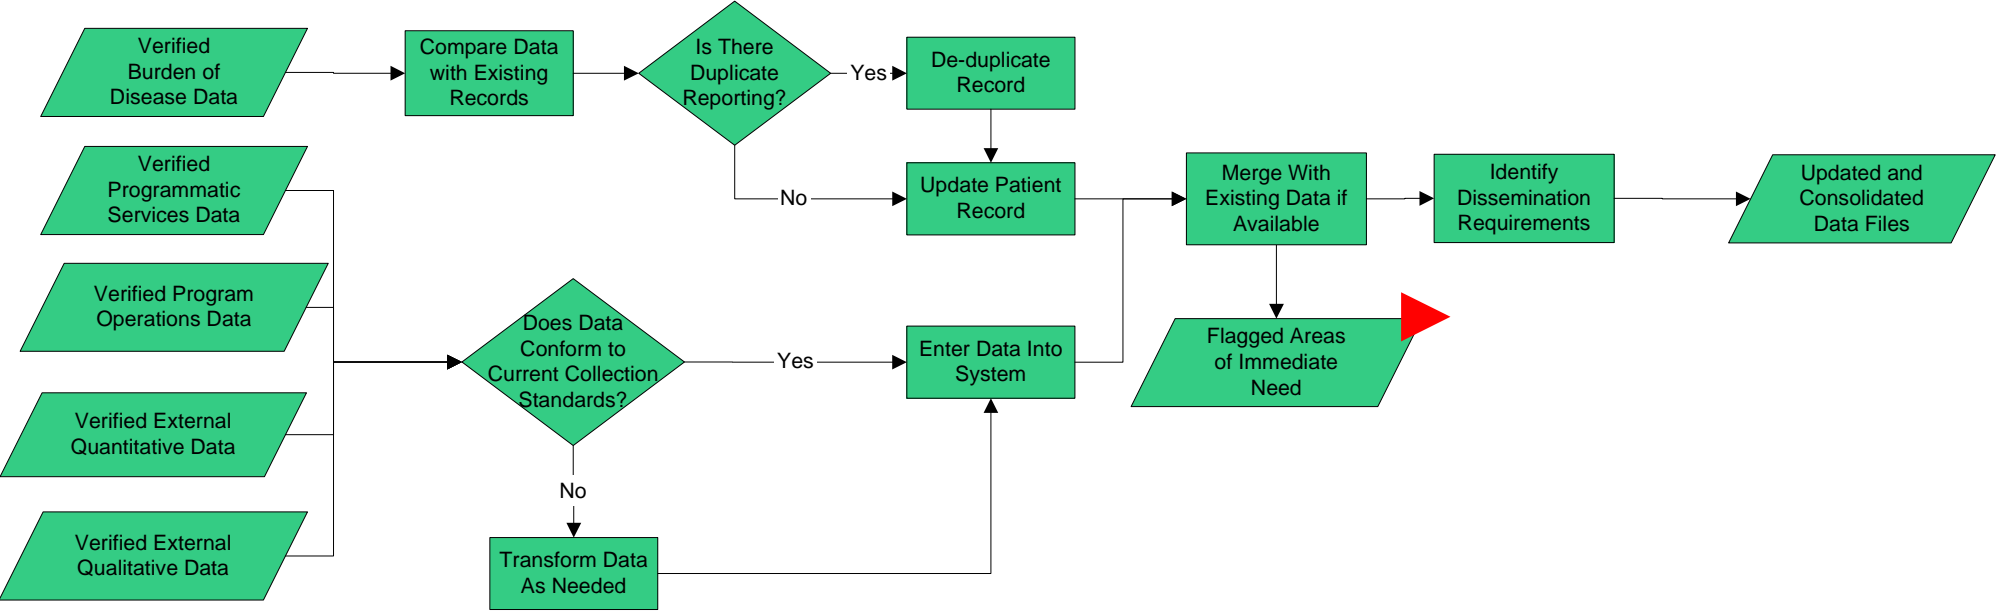 Verified
Burden of
Disease Data
Compare Data
with Existing
Records
Is There
Duplicate
Reporting?
Yes
De-duplicate
Record
Verified
Programmatic
Services Data
No
Update Patient
Record
Merge With
Existing Data if
Available
Identify
Dissemination
Requirements
Updated and
Consolidated
Data Files
Verified Program
Operations Data
Does Data
Conform to
Current Collection
Standards?
Yes
Enter Data Into
System
Flagged Areas
of Immediate
Need
Verified External
Quantitative Data
No
Verified External
Qualitative Data
Transform Data
As Needed